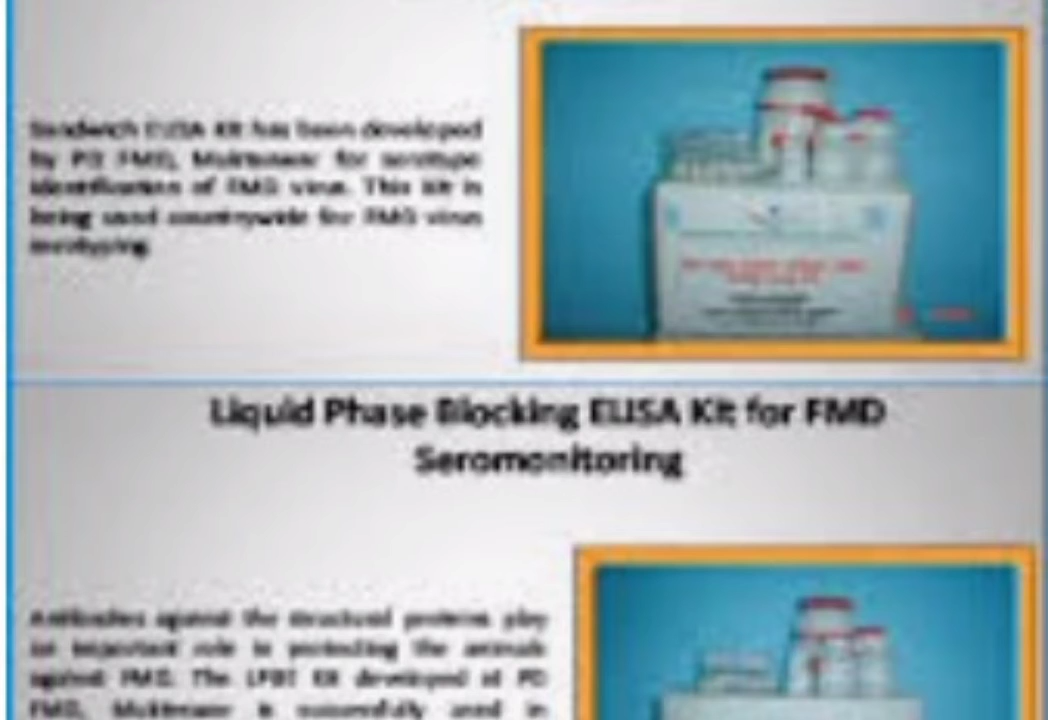 Sandwich ELISA Kit has been developed
by PD FMD, Mukteswar for serotype
identification of FMD virus. This kit is
being used countrywide for FMD virus
serotyping.
Liquid Phase Blocking ELISA Kit for FMD
Seromonitoring
Antibodies against the structural proteins play
an important role in protecting the animals
against FMD. The LPBE Kit developed at PD
FMD, Mukteswar is successfully used in